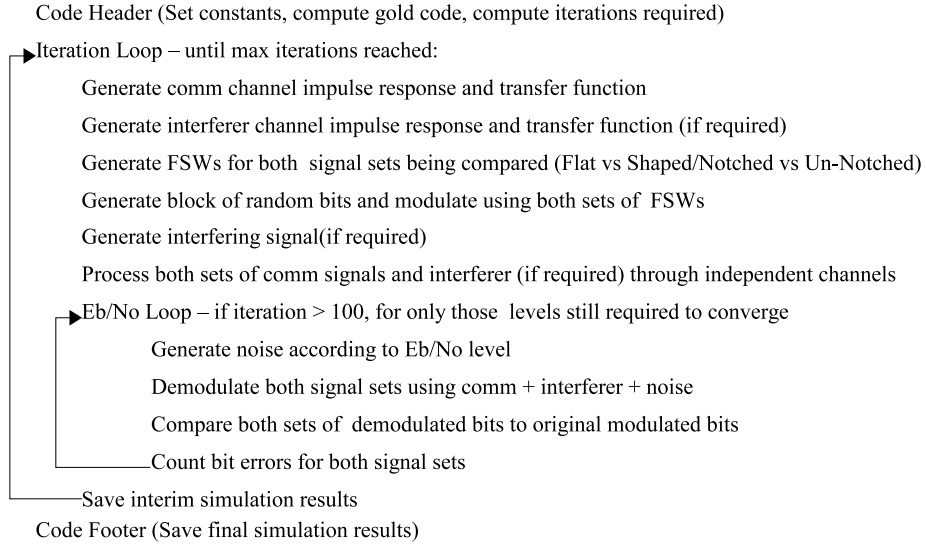 Code Header (Set constants, compute gold code, compute iterations required)
Iteration Loop – until max iterations reached:
Generate comm channel impulse response and transfer function
Generate interferer channel impulse response and transfer function (if required)
Generate FSWs for both signal sets being compared (Flat vs Shaped/Notched vs Un-Notched)
Generate block of random bits and modulate using both sets of FSWs
Generate interfering signal(if required)
Process both sets of comm signals and interferer (if required) through independent channels
Eb/No Loop – if iteration > 100, for only those levels still required to converge
Generate noise according to Eb/No level
Demodulate both signal sets using comm + interferer + noise
Compare both sets of demodulated bits to original modulated bits
Count bit errors for both signal sets
Save interim simulation results
Code Footer (Save final simulation results)